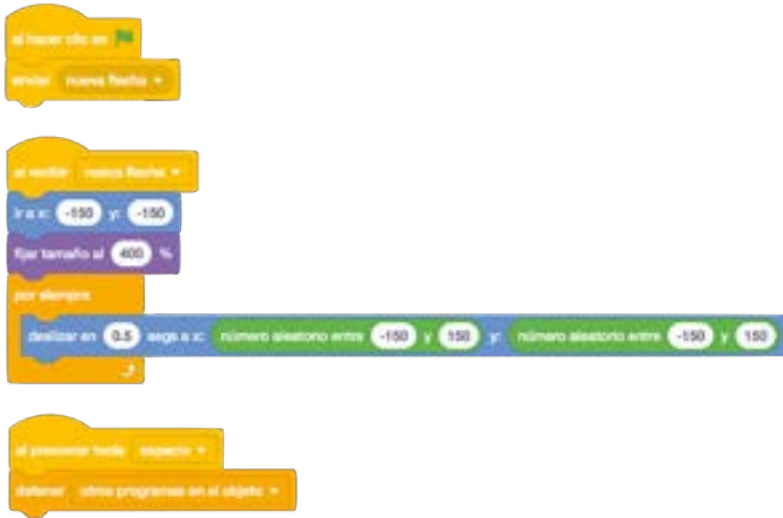 al hacer clic en
enviar nueva flecha
al recibir nueva flecha
ir a x: -150 y: -150
fijar tamaño al 400 %
por siempre
deslizar en 0.5 segs a x: número aleatorio entre -150 y 150 y: número aleatorio entre -150 y 150
al presionar tecla espacio
detener otros programas en el objeto